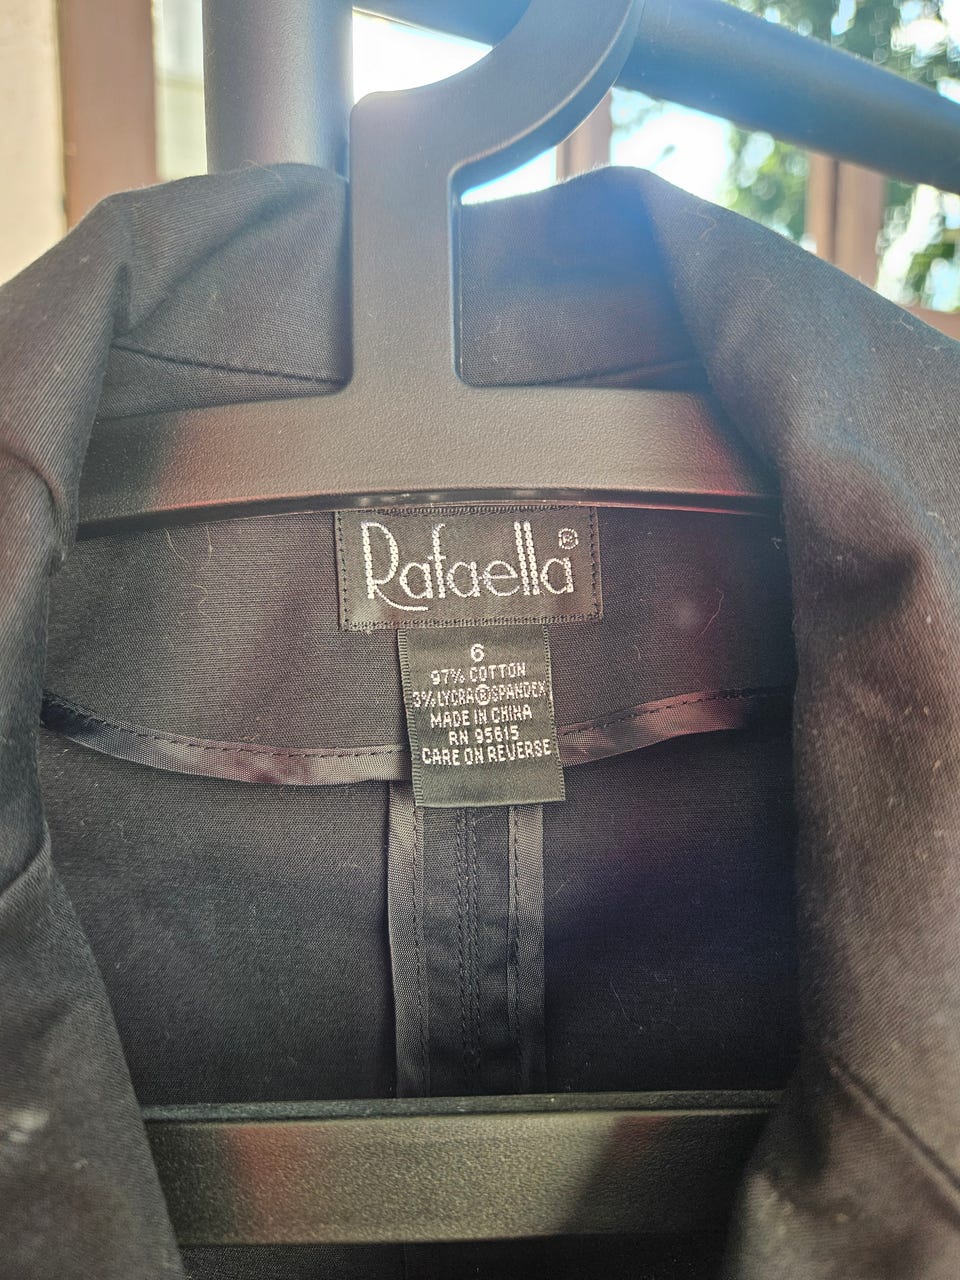 Rafaella®
6
97% COTTON
3% LYCRA® SPANDEX
MADE IN CHINA
RN 95615
CARE ON REVERSE